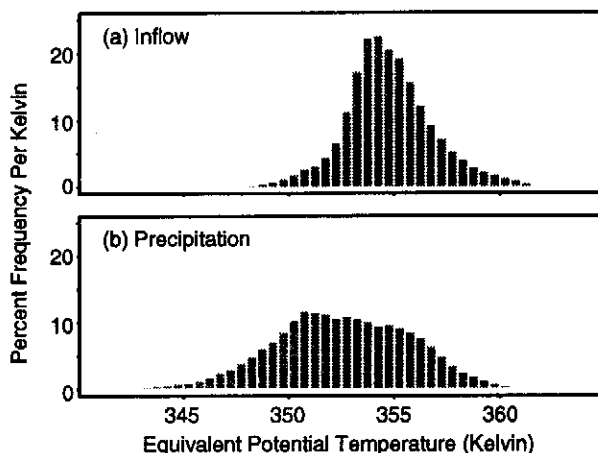 (a) Inflow
20
10
0
(b) Precipitation
20
10
0
345 350 355 360
Equivalent Potential Temperature (Kelvin)
Percent Frequency Per Kelvin